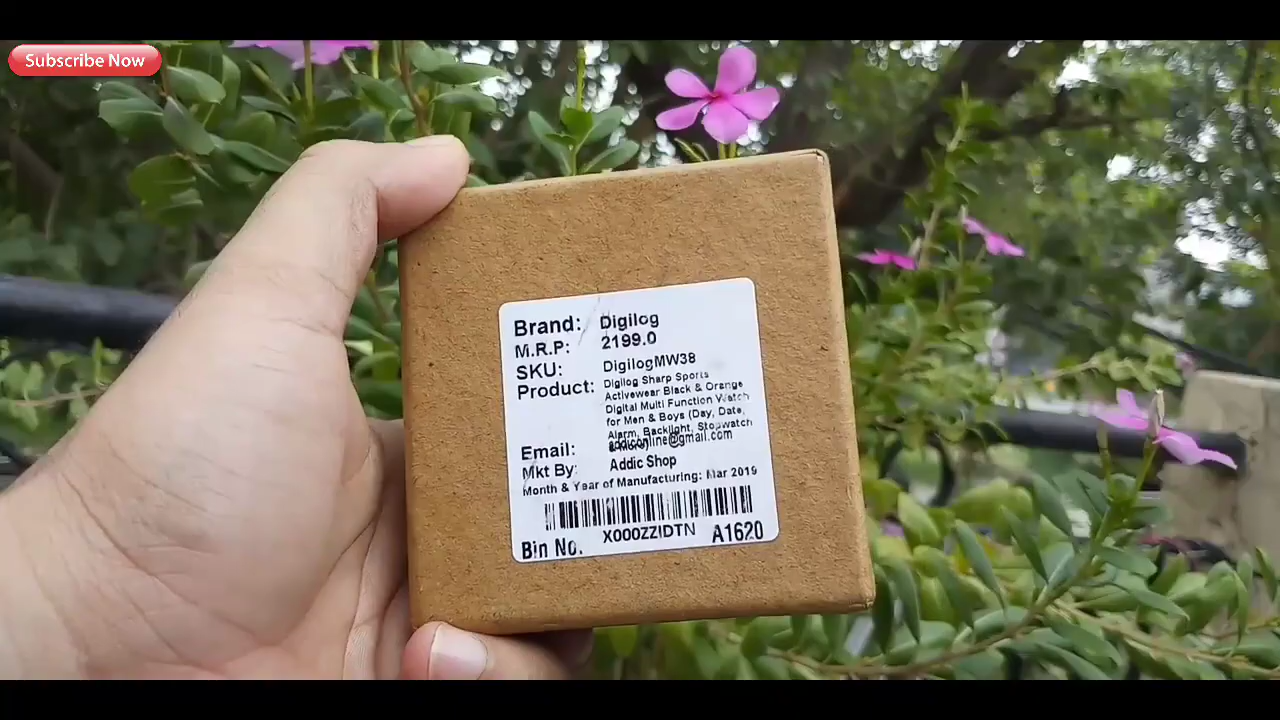 Subscribe Now
Brand: Digilog
M.R.P: 2199.0
SKU: DigilogMW38
Product: Digilog Sharp Sports
Activewear Black & Orange
Digital Multi Function Watch
for Men & Boys (Day, Date,
Alarm, Backlight, Stopwatch
& More)
Email: addiconline@gmail.com
Mkt By: Addic Shop
Month & Year of Manufacturing: Mar 2019
X000ZZIDTN
Bin No. A1620